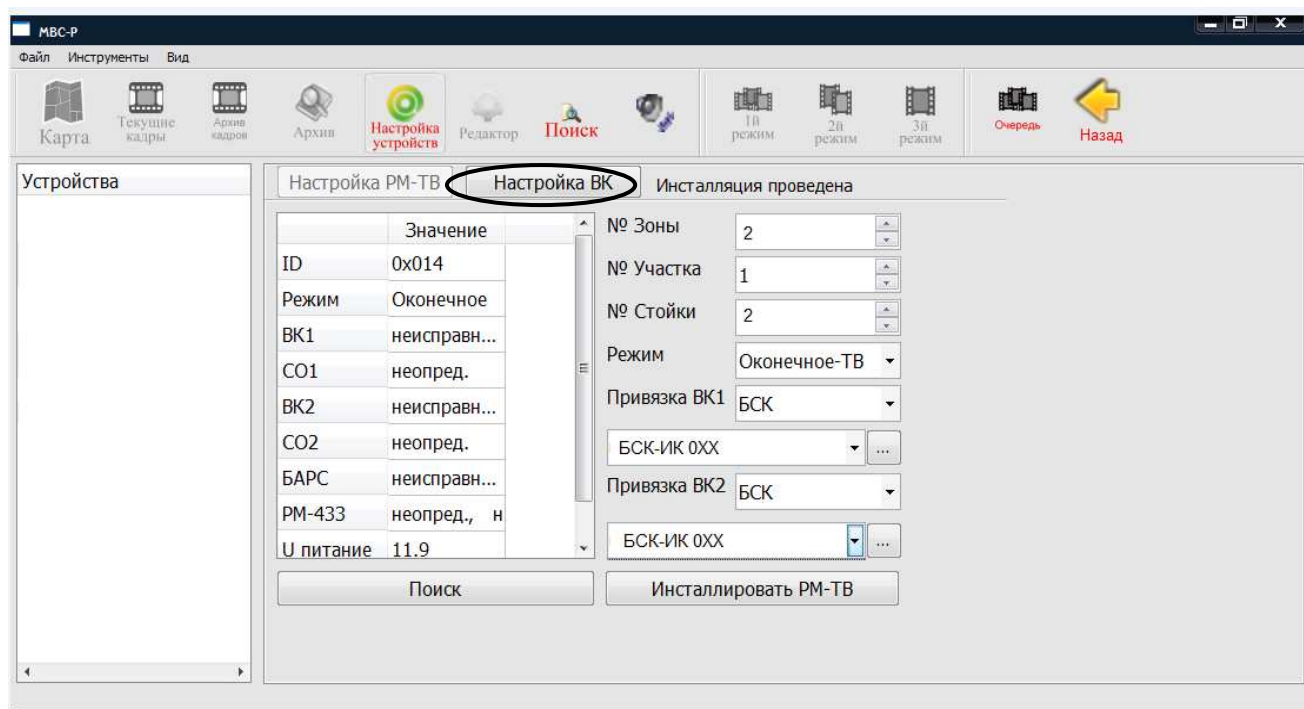 МВС-Р
Файл Инструменты Вид
Карта
Текущие кадры
Архив кадров
Архив
Настройка устройств
Редактор
Поиск
1й режим
2й режим
3й режим
Очередь
Назад
Устройства
Настройка РМ-ТВ Настройка ВК Инсталляция проведена
Значение
ID 0x014
Режим Оконечное
ВК1 неисправн...
СО1 неопред.
ВК2 неисправн...
СО2 неопред.
БАРС неисправн...
РМ-433 неопред., н
U питание 11.9
Поиск
№ Зоны 2
№ Участка 1
№ Стойки 2
Режим Оконечное-ТВ
Привязка ВК1 БСК
БСК-ИК 0ХХ ...
Привязка ВК2 БСК
БСК-ИК 0ХХ ...
Инсталлировать РМ-ТВ